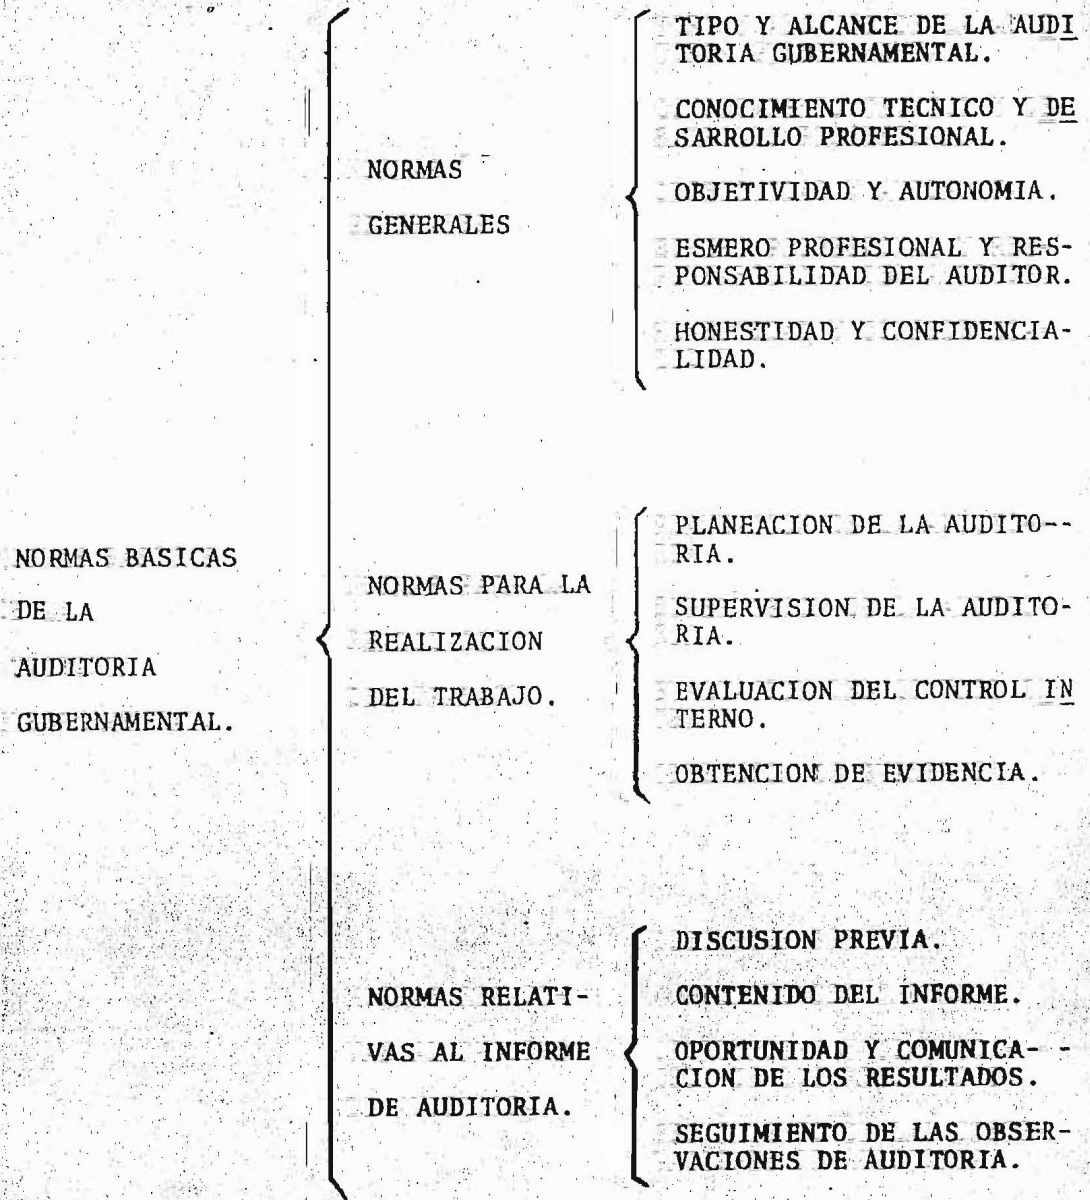 NORMAS BASICAS
DE LA
AUDITORIA
GUBERNAMENTAL.
NORMAS
GENERALES
TIPO Y ALCANCE DE LA AUDI
TORIA GUBERNAMENTAL.
CONOCIMIENTO TECNICO Y DE
SARROLLO PROFESIONAL.
OBJETIVIDAD Y AUTONOMIA.
ESMERO PROFESIONAL Y RES-
PONSABILIDAD DEL AUDITOR.
HONESTIDAD Y CONFIDENCIA-
LIDAD.
NORMAS PARA LA
REALIZACION
DEL TRABAJO.
PLANEACION DE LA AUDITO--
RIA.
SUPERVISION DE LA AUDITO-
RIA.
EVALUACION DEL CONTROL IN
TERNO.
OBTENCION DE EVIDENCIA.
NORMAS RELATI-
VAS AL INFORME
DE AUDITORIA.
DISCUSION PREVIA.
CONTENIDO DEL INFORME.
OPORTUNIDAD Y COMUNICA- -
CION DE LOS RESULTADOS.
SEGUIMIENTO DE LAS OBSER-
VACIONES DE AUDITORIA.